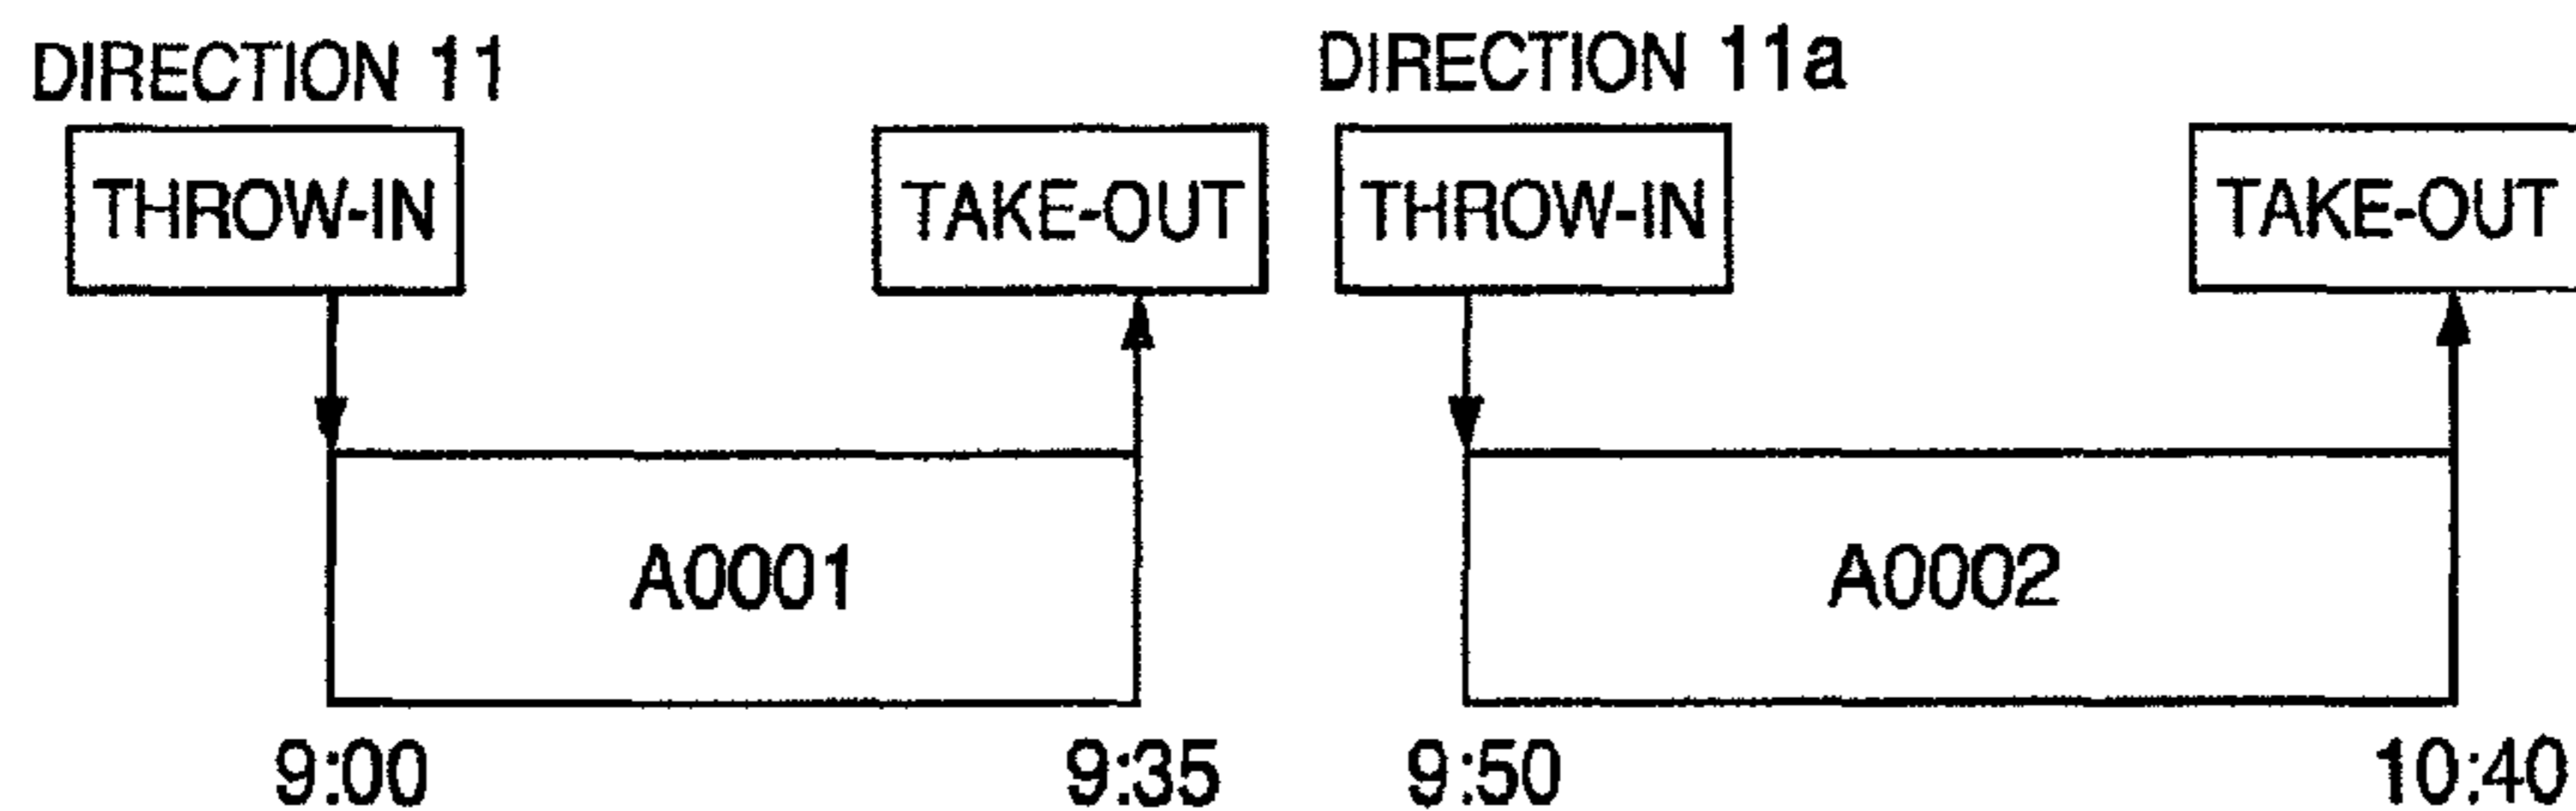 DIRECTION 11 DIRECTION 11a
THROW-IN TAKE-OUT THROW-IN TAKE-OUT
A0001 A0002
9:00 9:35 9:50 10:40